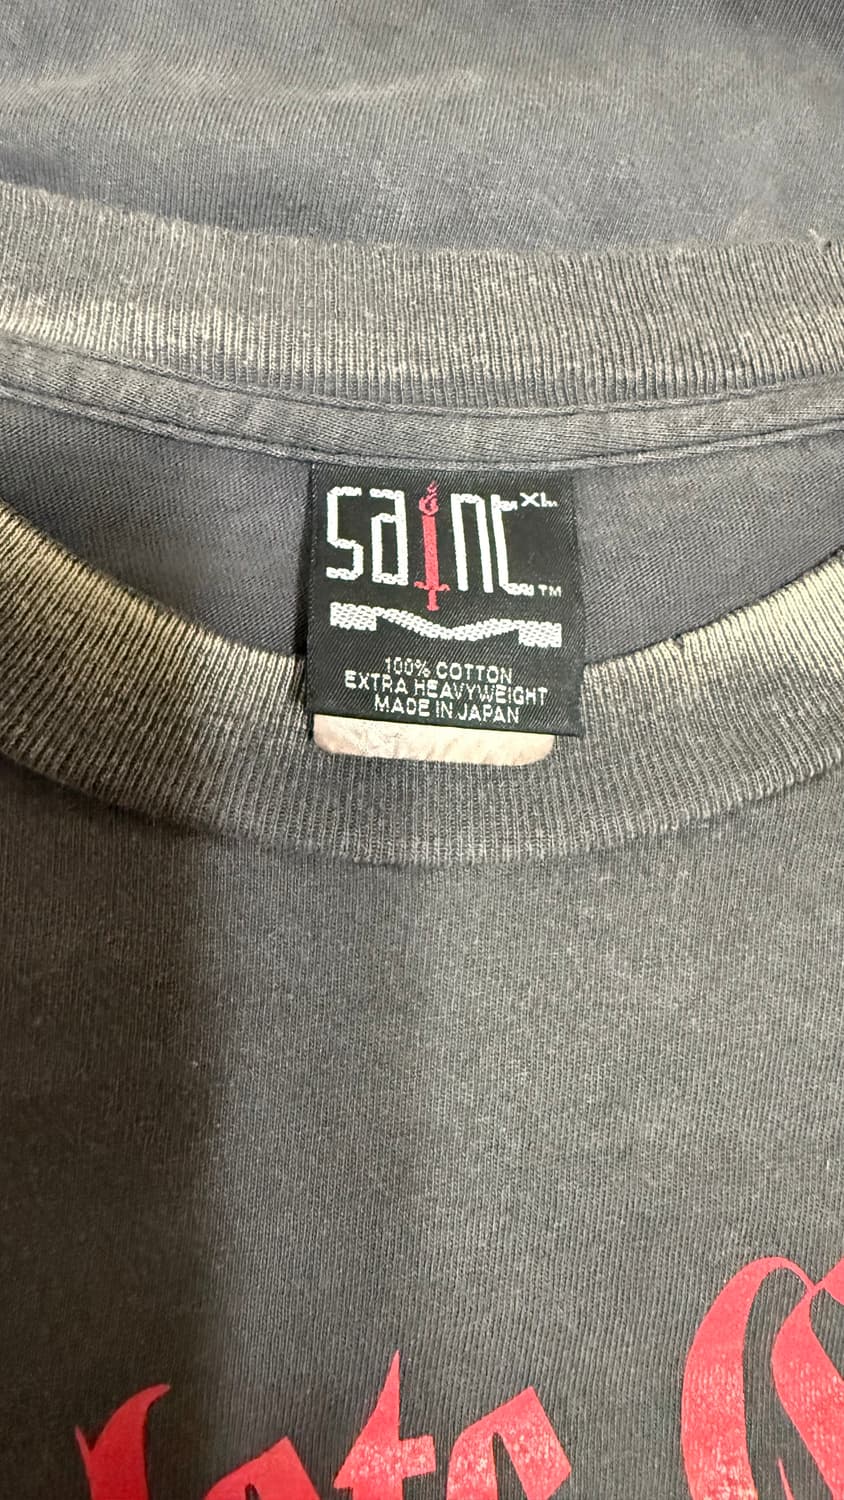 saint XL
TM
100% COTTON
EXTRA HEAVYWEIGHT
MADE IN JAPAN